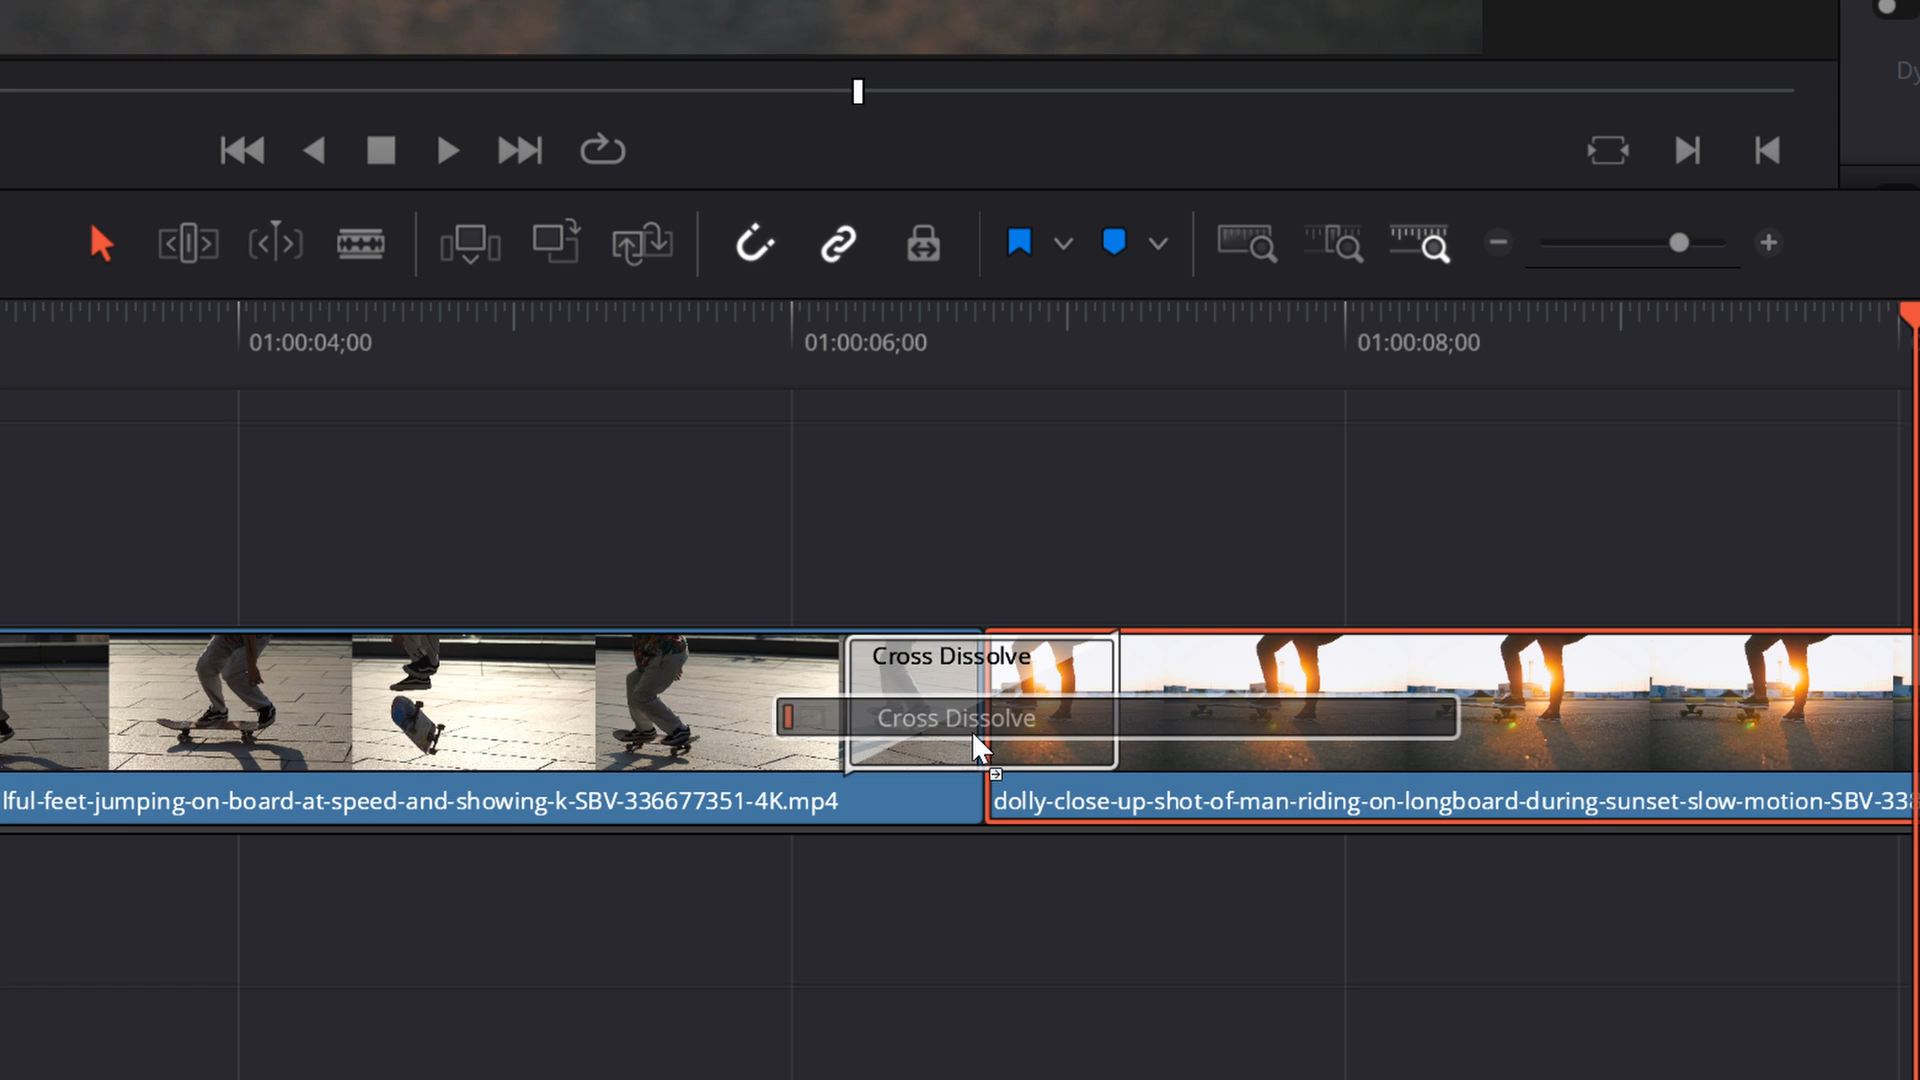 Dy
01:00:04;00
01:00:06;00
01:00:08;00
Cross Dissolve
Cross Dissolve
lful-feet-jumping-on-board-at-speed-and-showing-k-SBV-336677351-4K.mp4
dolly-close-up-shot-of-man-riding-on-longboard-during-sunset-slow-motion-SBV-338